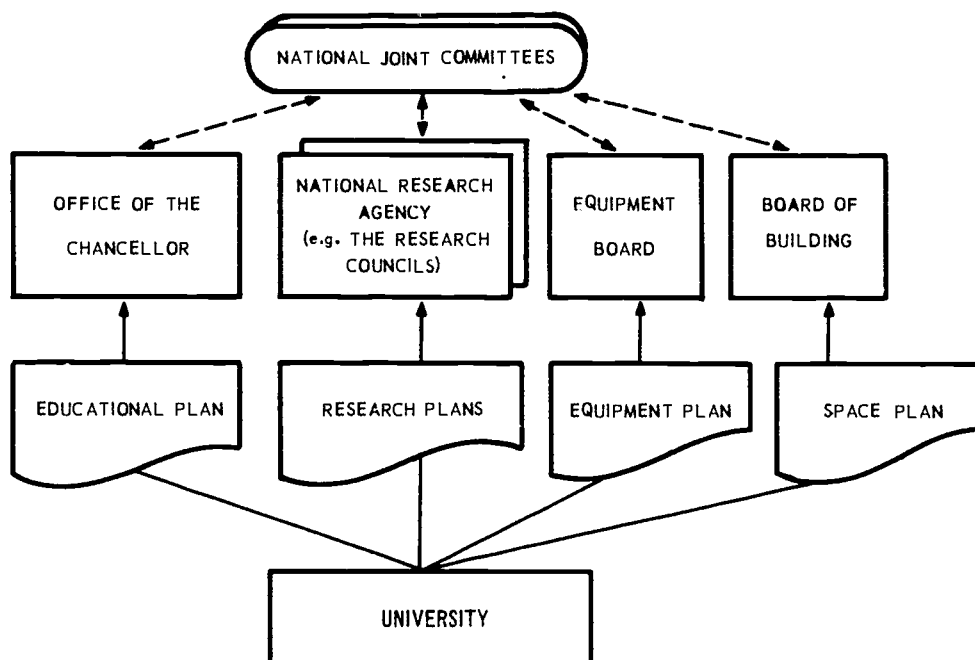 NATIONAL JOINT COMMITTEES
OFFICE OF THE
CHANCELLOR
NATIONAL RESEARCH
AGENCY
(e.g. THE RESEARCH
COUNCILS)
EQUIPMENT
BOARD
BOARD OF
BUILDING
EDUCATIONAL PLAN
RESEARCH PLANS
EQUIPMENT PLAN
SPACE PLAN
UNIVERSITY